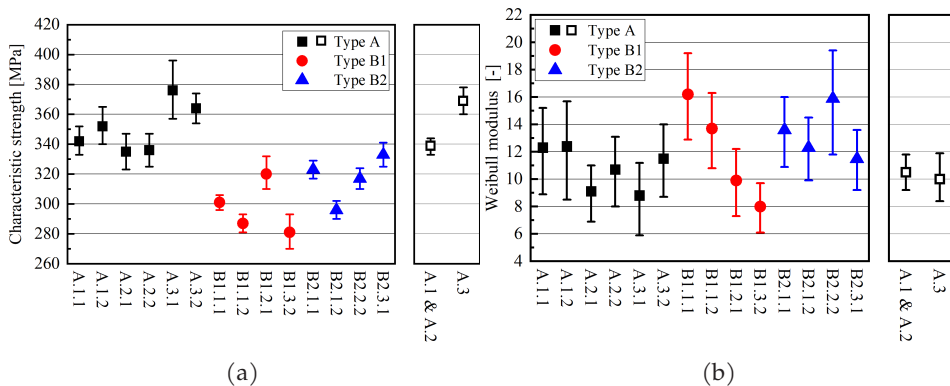 (a)
Characteristic strength [MPa]
420
400
380
360
340
320
300
280
260
Type A
Type B1
Type B2
A.1.1
A.1.2
A.2.1
A.2.2
A.3.1
A.3.2
B1.1.1
B1.1.2
B1.2.1
B1.3.2
B2.1.1
B2.1.2
B2.2.2
B2.3.1
A.1 & A.2
A.3
(a)
(b)
Weibull modulus [-]
22
20
18
16
14
12
10
8
6
4
Type A
Type B1
Type B2
A.1.1
A.1.2
A.2.1
A.2.2
A.3.1
A.3.2
B1.1.1
B1.1.2
B1.2.1
B1.3.2
B2.1.1
B2.1.2
B2.2.2
B2.3.1
A.1 & A.2
A.3
(b)